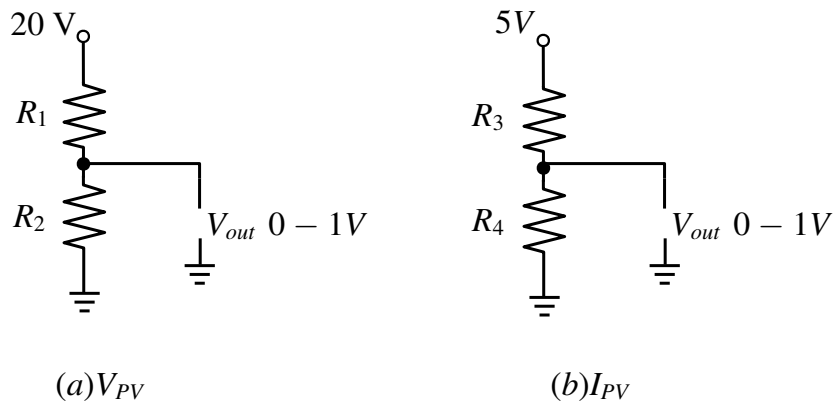 20 V
R1
R2
Vout 0 − 1V
(a)VPV
5V
R3
R4
Vout 0 − 1V
(b)IPV